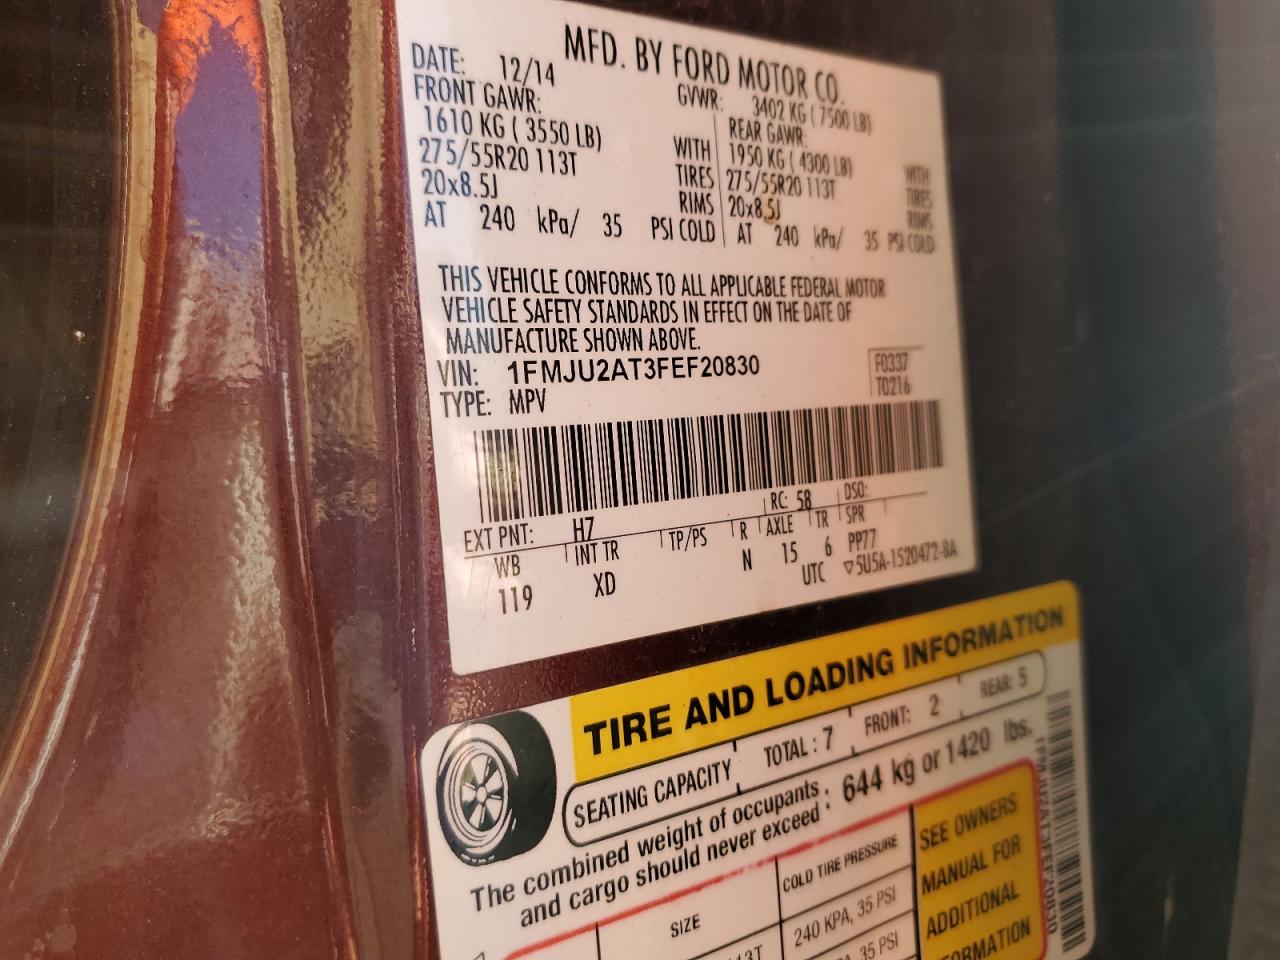 MFD. BY FORD MOTOR CO.
DATE: 12/14 GVWR: 3402 KG ( 7500 LB)
FRONT GAWR: REAR GAWR:
1610 KG ( 3550 LB) WITH 1950 KG ( 4300 LB) WITH
275/55R20 113T TIRES 275/55R20 113T TIRES
20x8.5J RIMS 20x8.5J RIMS
AT 240 kPa/ 35 PSI COLD AT 240 kPa/ 35 PSI COLD
THIS VEHICLE CONFORMS TO ALL APPLICABLE FEDERAL MOTOR
VEHICLE SAFETY STANDARDS IN EFFECT ON THE DATE OF
MANUFACTURE SHOWN ABOVE.
VIN: 1FMJU2AT3FEF20830 F0337
TYPE: MPV T0216
EXT PNT: H7 RC: 58 DSO:
WB INT TR TP/PS R AXLE TR SPR
119 XD N 15 6 PP77
UTC ▽5U5A-1520472-BA
TIRE AND LOADING INFORMATION
SEATING CAPACITY TOTAL : 7 FRONT: 2 REAR: 5
The combined weight of occupants : 644 kg or 1420 lbs.
and cargo should never exceed :
SIZE COLD TIRE PRESSURE
240 KPA, 35 PSI
13T 35 PSI
SEE OWNERS
MANUAL FOR
ADDITIONAL
ORMATION
1FMJU2AT3FEF20830